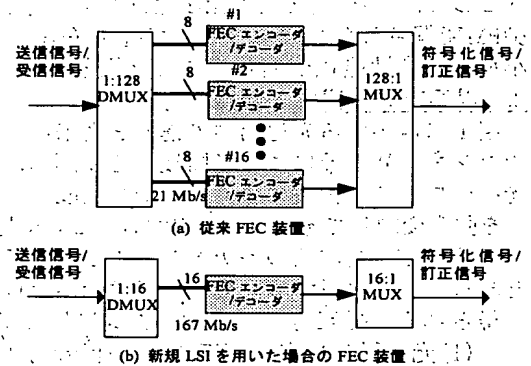 送信信号/
受信信号
1:128
DMUX
8
#1
FEC エンコーダ
/デコーダ
8
#2
FEC エンコーダ
/デコーダ
8
#16
FEC エンコーダ
/デコーダ
21 Mb/s
128:1
MUX
符号化信号/
訂正信号
(a) 従来 FEC 装置
送信信号/
受信信号
1:16
DMUX
16
FEC エンコーダ
/デコーダ
167 Mb/s
16:1
MUX
符号化信号/
訂正信号
(b) 新規 LSI を用いた場合の FEC 装置